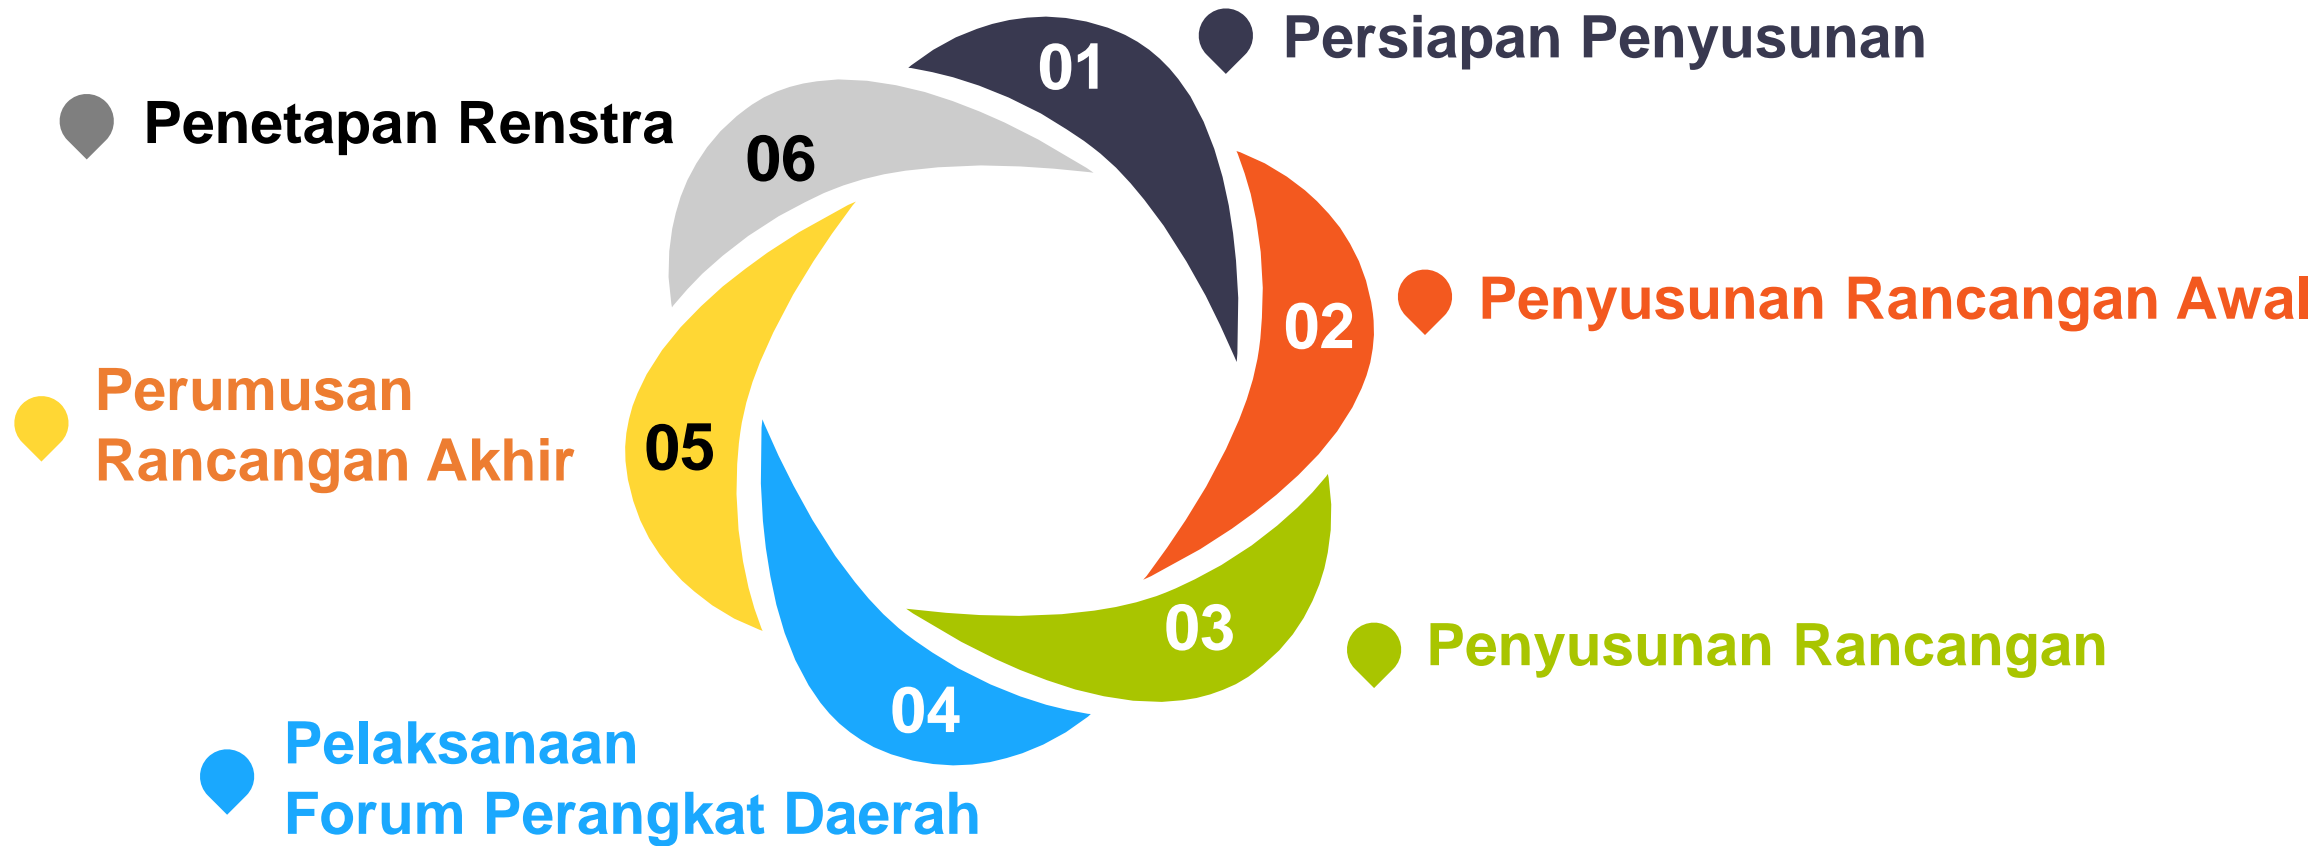 01
Persiapan Penyusunan
02
Penyusunan Rancangan Awal
03
Penyusunan Rancangan
04
Pelaksanaan
Forum Perangkat Daerah
05
Perumusan
Rancangan Akhir
06
Penetapan Renstra